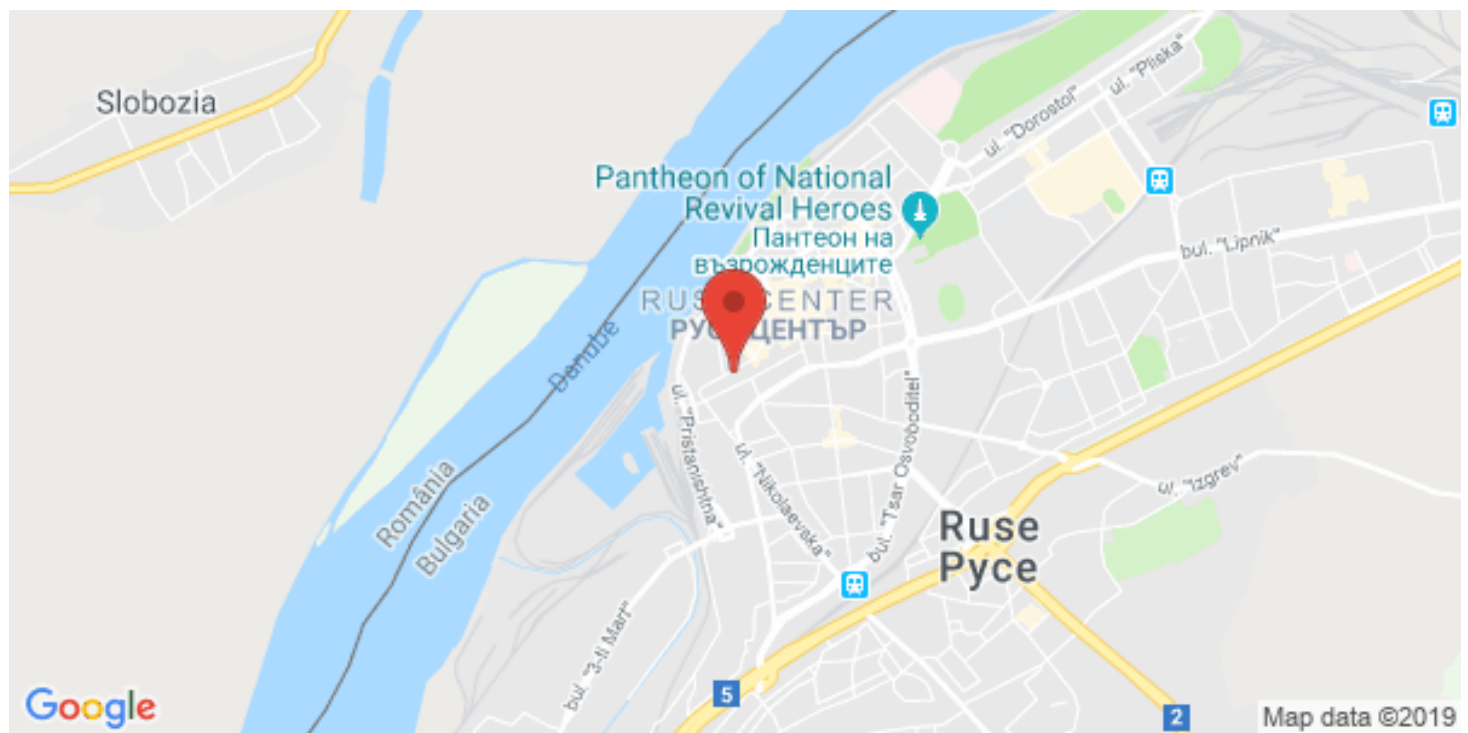 Slobozia
ul. "Pliska"
ul. "Dorostol"
Pantheon of National
Revival Heroes
Пантеон на
възрожденците
bul. "Lipnik"
CENTER
ЦЕНТЪР
Danube
ul. "Pristanishtna"
ul. "Nikolaevska"
bul. "Tsar Osvoboditel"
ul. "Izgrev"
România
Bulgaria
Ruse
Русе
bul. "3-ti Mart"
5
2
Google
Map data ©2019